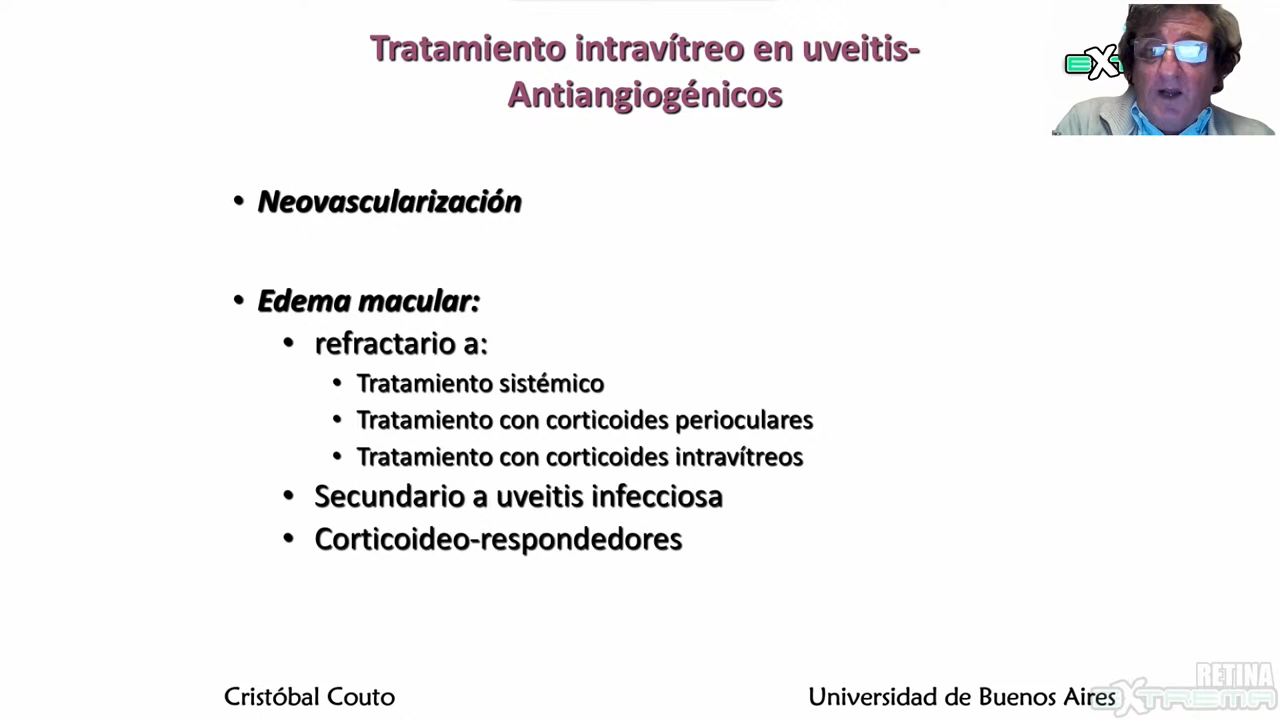 Tratamiento intravítreo en uveitis-
Antiangiogénicos
• Neovascularización
• Edema macular:
• refractario a:
• Tratamiento sistémico
• Tratamiento con corticoides perioculares
• Tratamiento con corticoides intravítreos
• Secundario a uveitis infecciosa
• Corticoideo-respondedores
Cristóbal Couto
Universidad de Buenos Aires
RETINA
EXTREMA